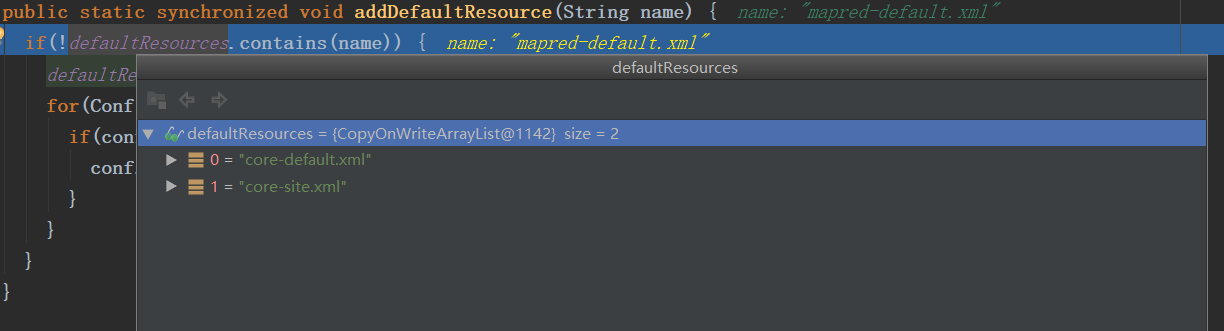 public static synchronized void addDefaultResource(String name) { name: "mapred-default.xml"
if(!defaultResources.contains(name)) { name: "mapred-default.xml"
defaultRe
defaultResources
for(Conf
if(con
defaultResources = {CopyOnWriteArrayList@1142} size = 2
0 = "core-default.xml"
conf
1 = "core-site.xml"
}
}
}
}